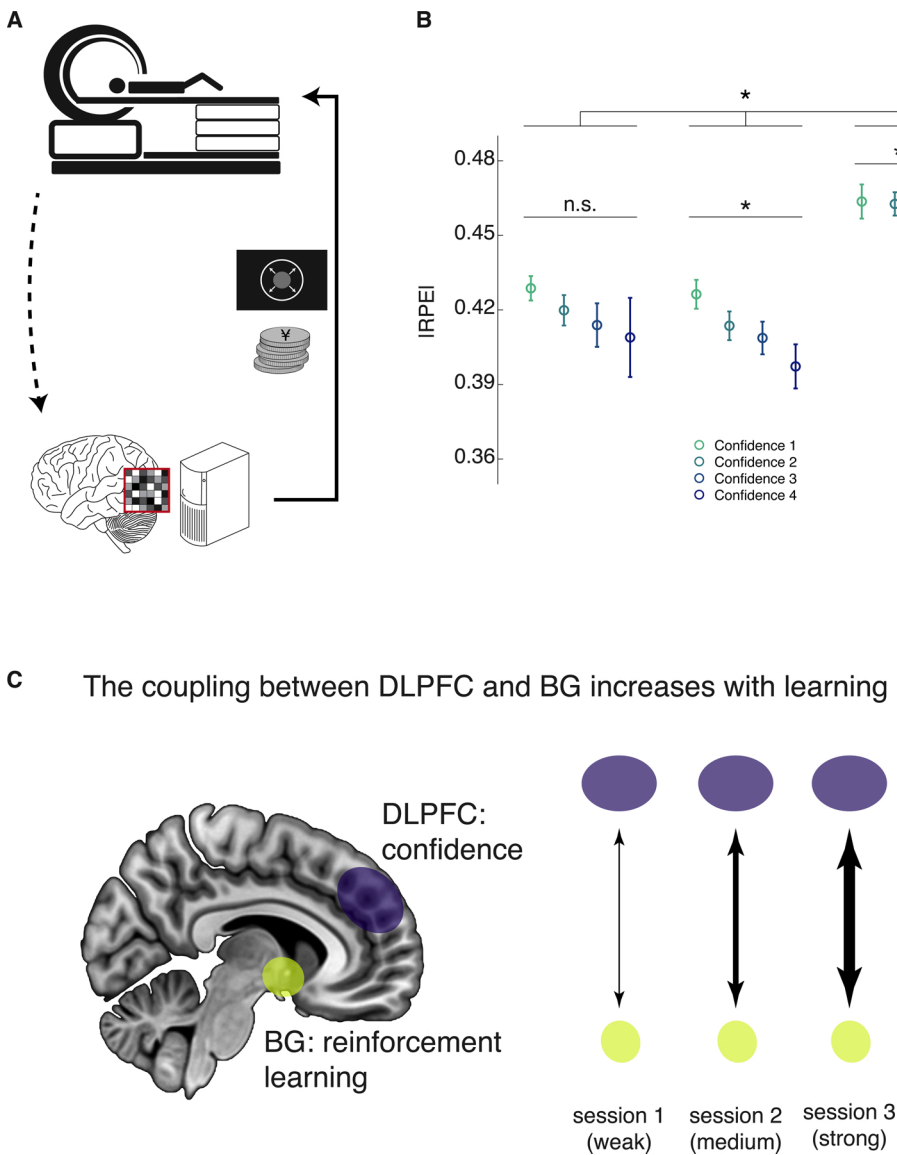 A
¥
B
*
0.48
*
0.45
n.s.
*
0.42
|RPE|
0.39
0.36
Confidence 1
Confidence 2
Confidence 3
Confidence 4
C
The coupling between DLPFC and BG increases with learning
DLPFC:
confidence
BG: reinforcement
learning
session 1
(weak)
session 2
(medium)
session 3
(strong)